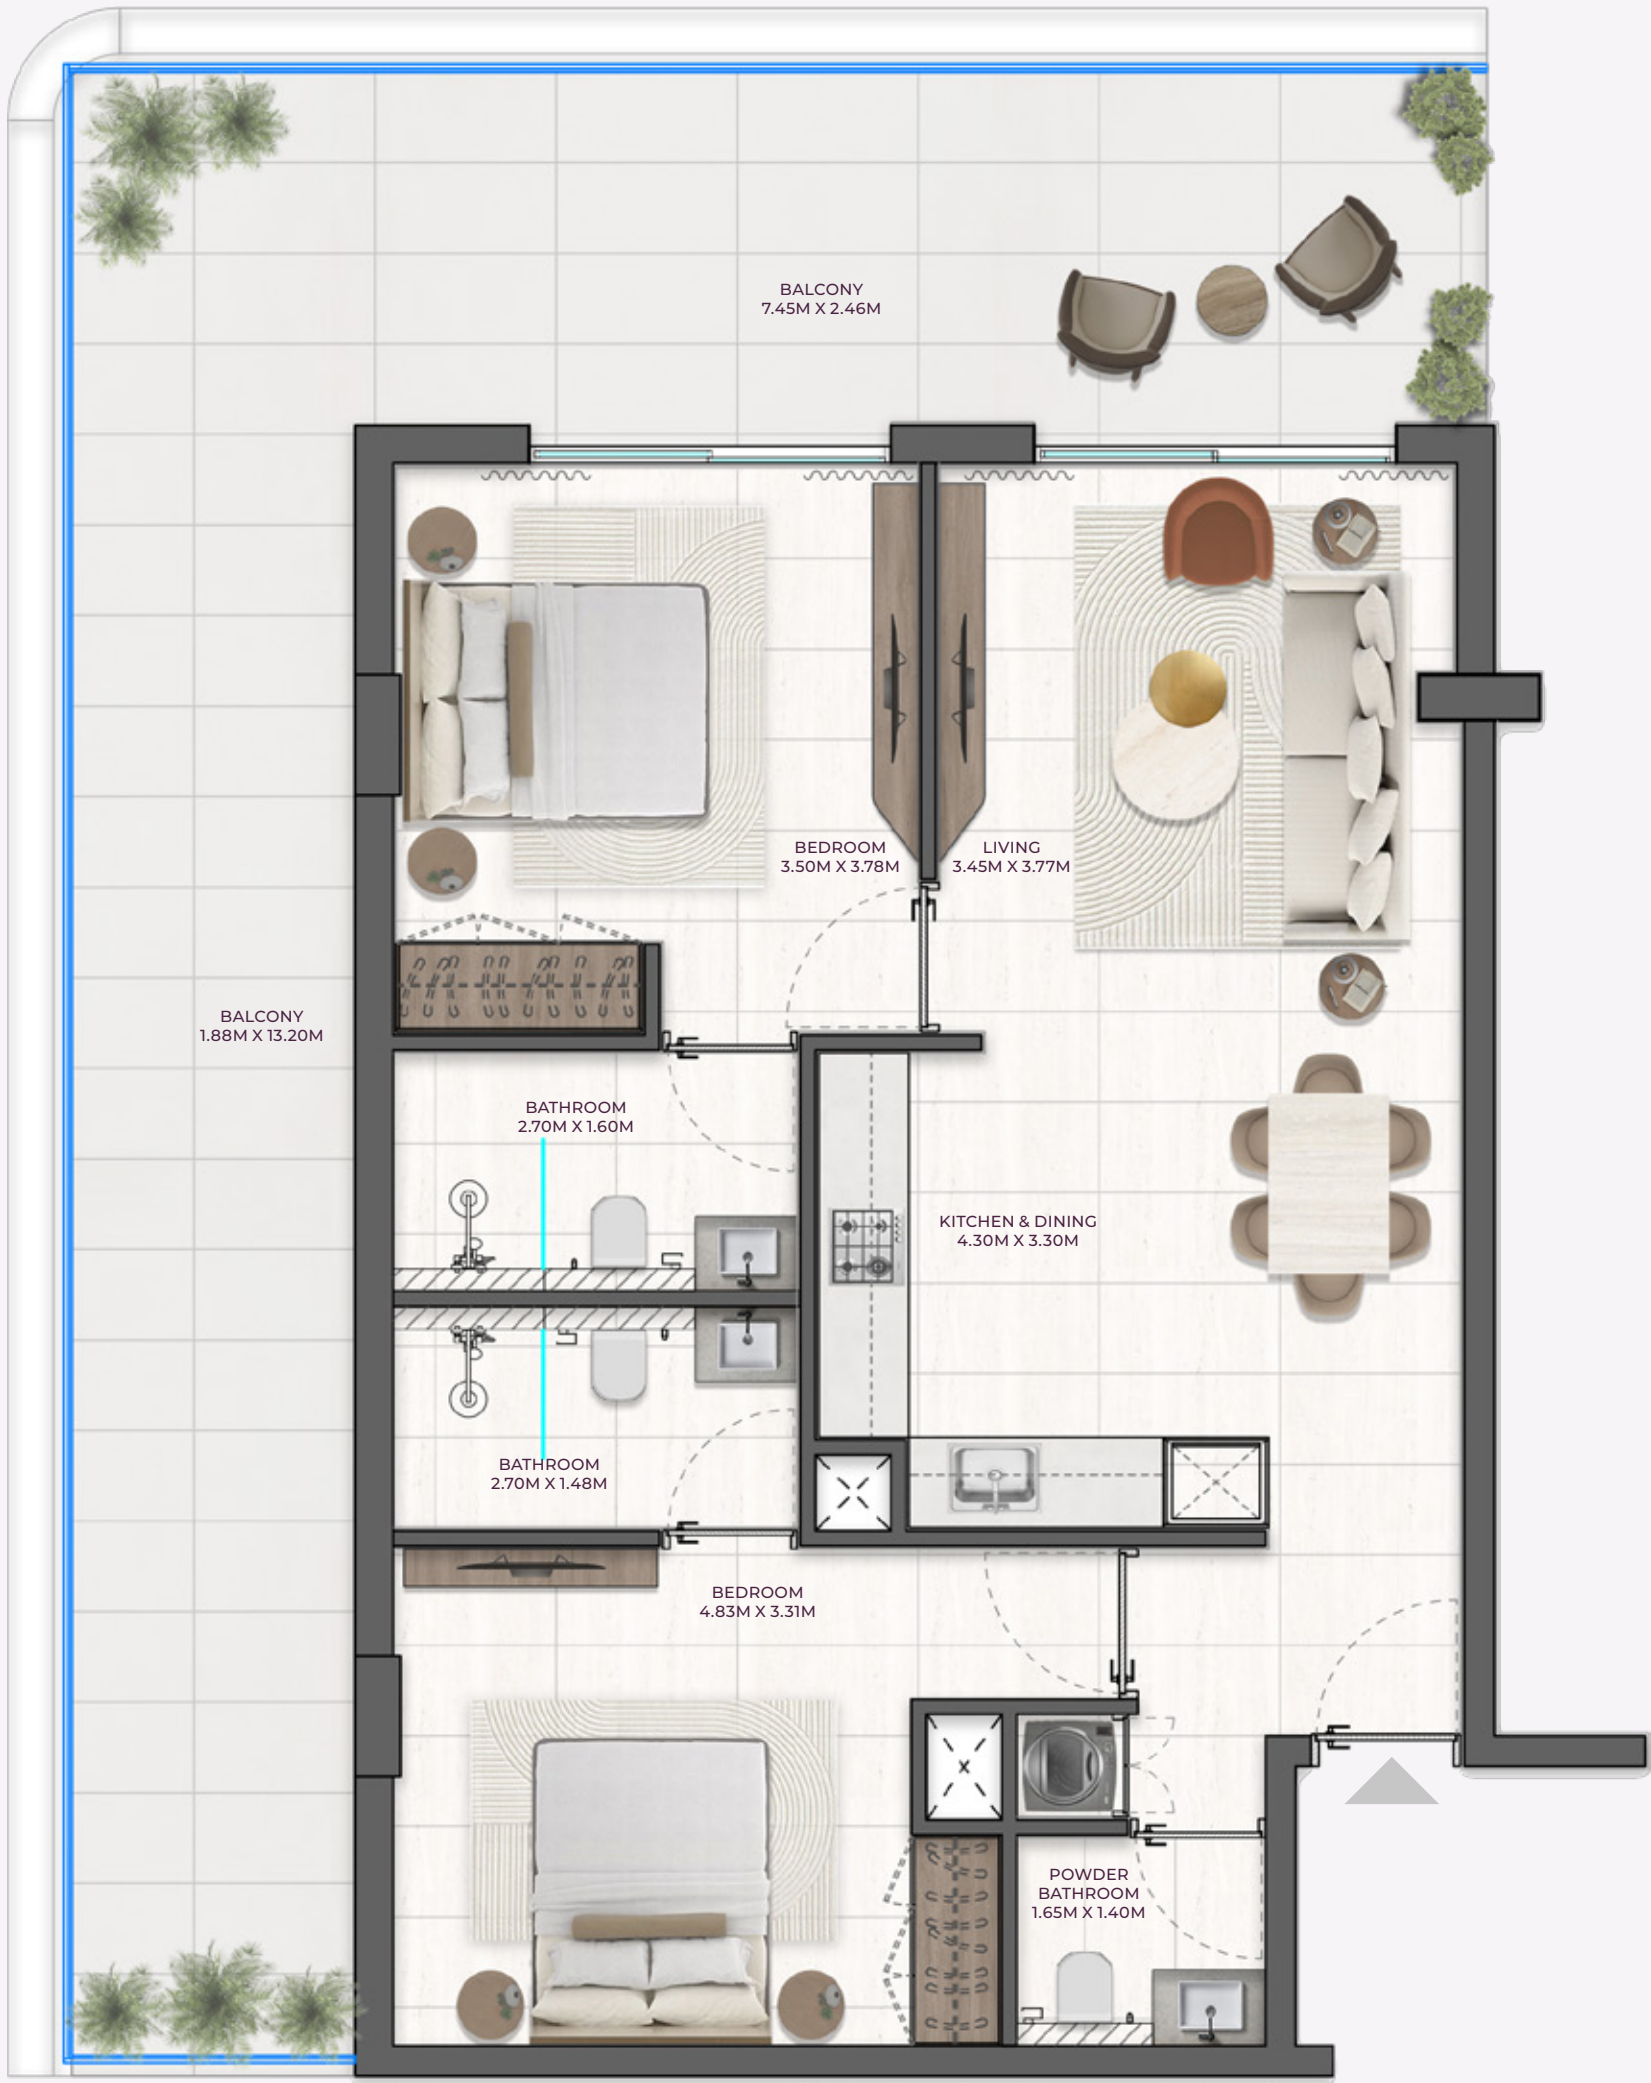 BALCONY
7.45M X 2.46M
BEDROOM
3.50M X 3.78M
LIVING
3.45M X 3.77M
BALCONY
1.88M X 13.20M
BATHROOM
2.70M X 1.60M
KITCHEN & DINING
4.30M X 3.30M
BATHROOM
2.70M X 1.48M
BEDROOM
4.83M X 3.31M
POWDER
BATHROOM
1.65M X 1.40M